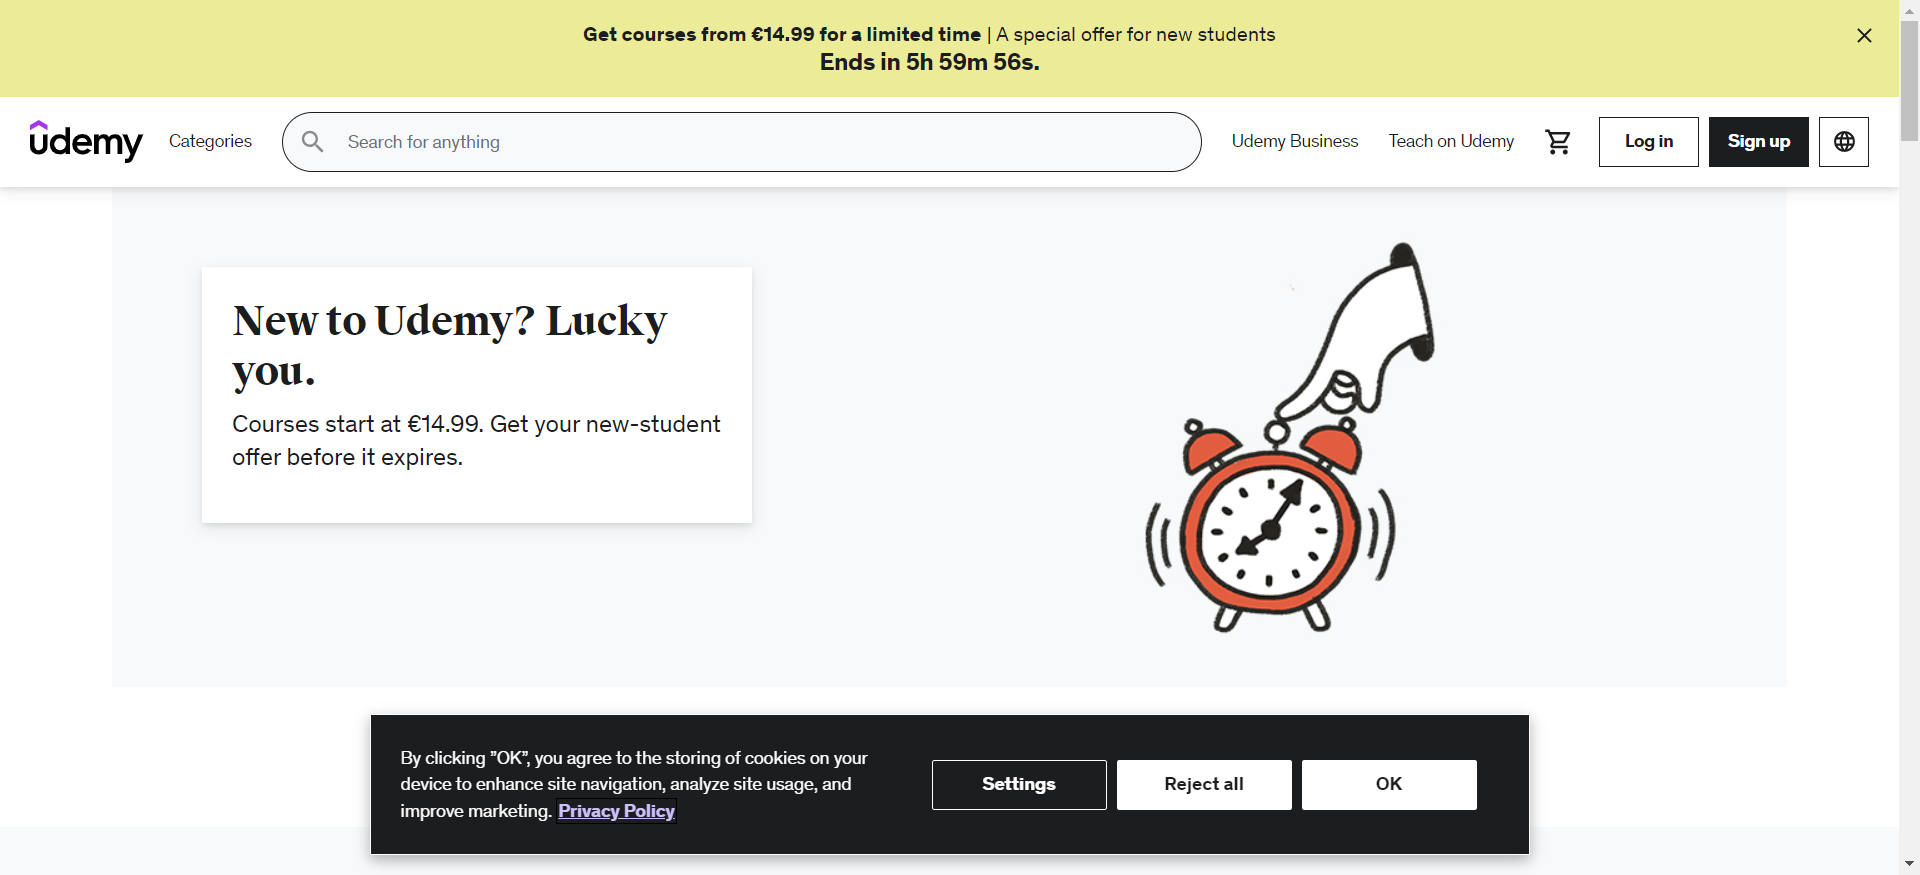 Get courses from €14.99 for a limited time | A special offer for new students
Ends in 5h 59m 56s.
udemy
Categories
Search for anything
Udemy Business
Teach on Udemy
Log in
Sign up
New to Udemy? Lucky
you.
Courses start at €14.99. Get your new-student
offer before it expires.
By clicking ”OK”, you agree to the storing of cookies on your
device to enhance site navigation, analyze site usage, and
improve marketing. Privacy Policy
Settings
Reject all
OK